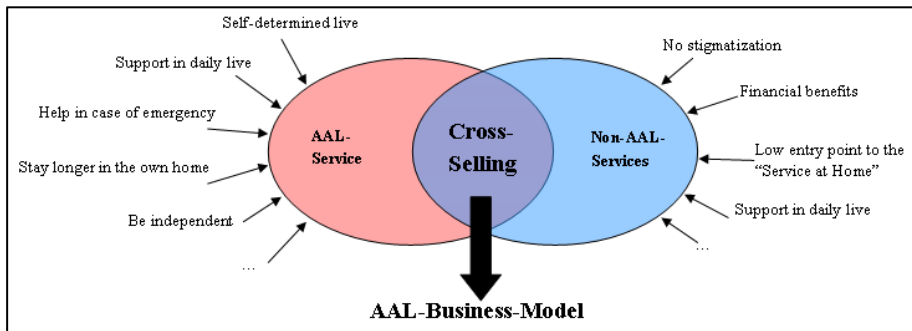 Self-determined live
Support in daily live
Help in case of emergency
Stay longer in the own home
Be independent
...
AAL-
Service
Cross-
Selling
Non-AAL-
Services
No stigmatization
Financial benefits
Low entry point to the
“Service at Home”
Support in daily live
...
AAL-Business-Model